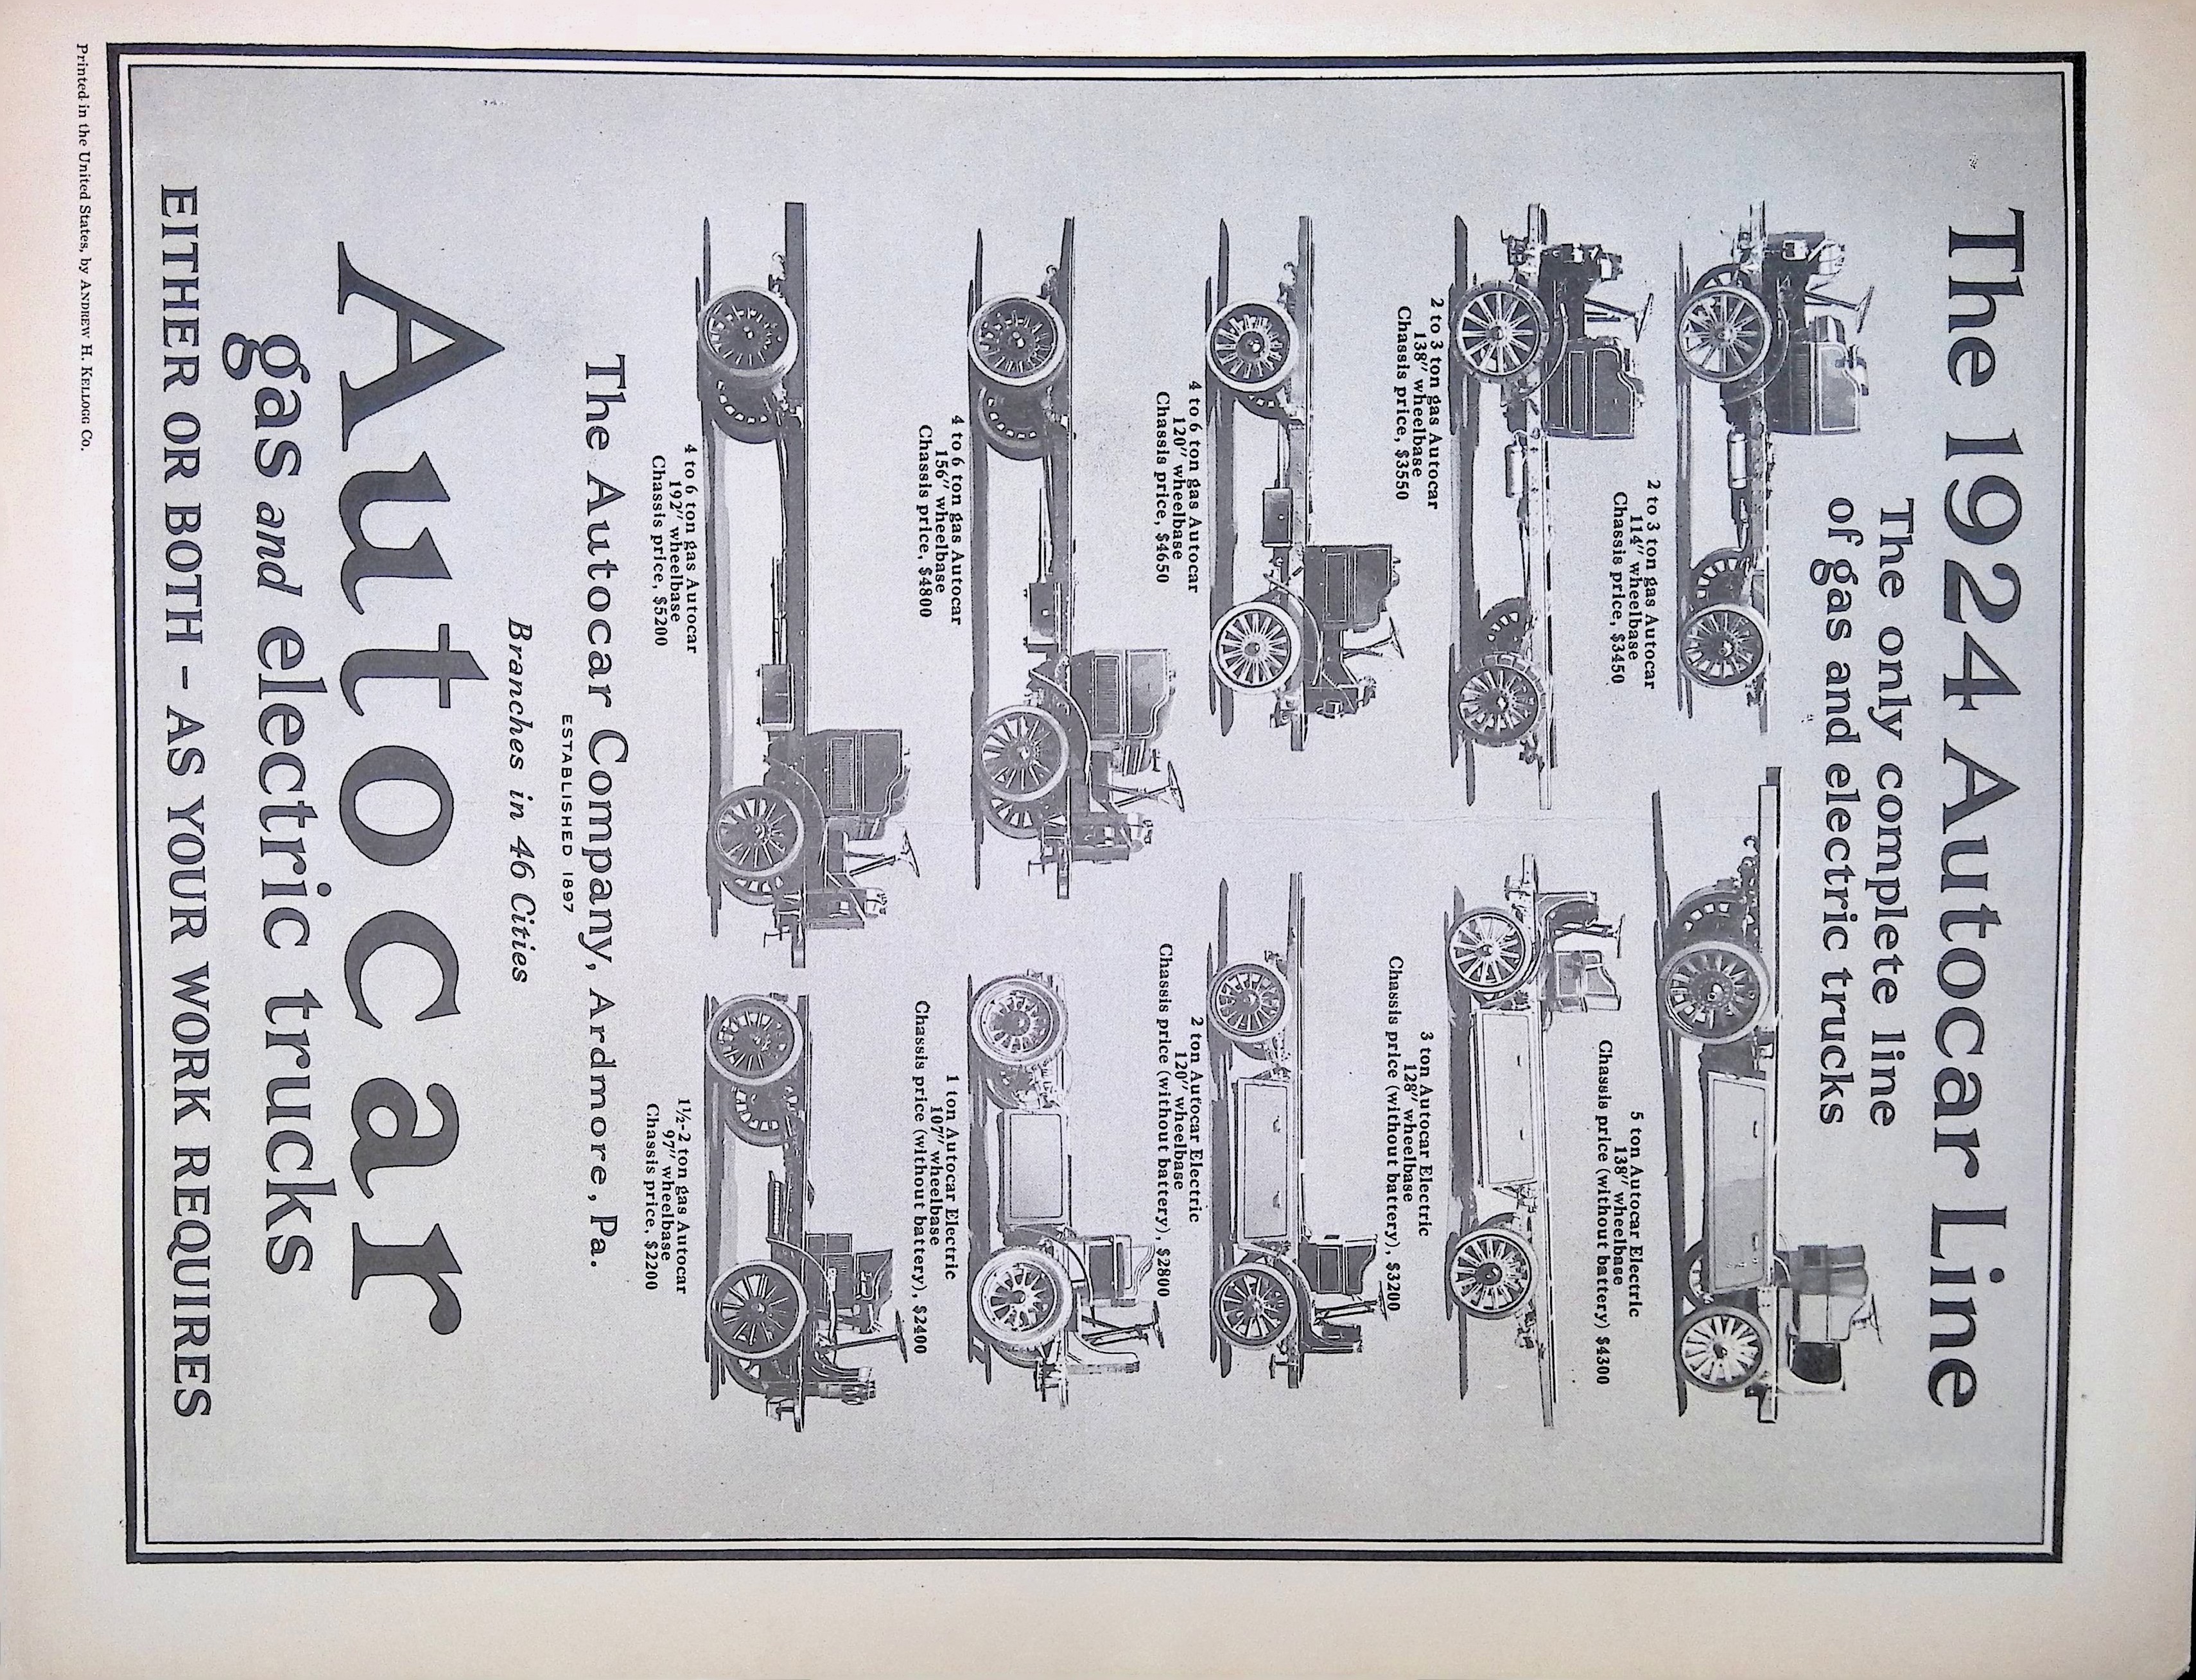 The 1924 Autocar Line
The only complete line
of gas and electric trucks
2 to 3 ton gas Autocar
114″ wheelbase
Chassis price, $3450
5 ton Autocar Electric
138″ wheelbase
Chassis price (without battery) $4300
2 to 3 ton gas Autocar
138″ wheelbase
Chassis price, $3550
3 ton Autocar Electric
128″ wheelbase
Chassis price (without battery), $3200
4 to 6 ton gas Autocar
120″ wheelbase
Chassis price, $4650
2 ton Autocar Electric
120″ wheelbase
Chassis price (without battery), $2800
4 to 6 ton gas Autocar
156″ wheelbase
Chassis price, $4800
1 ton Autocar Electric
107″ wheelbase
Chassis price (without battery), $2400
4 to 6 ton gas Autocar
192″ wheelbase
Chassis price, $5200
1½-2 ton gas Autocar
97″ wheelbase
Chassis price, $2200
The Autocar Company, Ardmore, Pa.
ESTABLISHED 1897
Branches in 46 Cities
Autocar
gas and electric trucks
EITHER OR BOTH - AS YOUR WORK REQUIRES
Printed in the United States, by ANDREW H. KELLOGG Co.